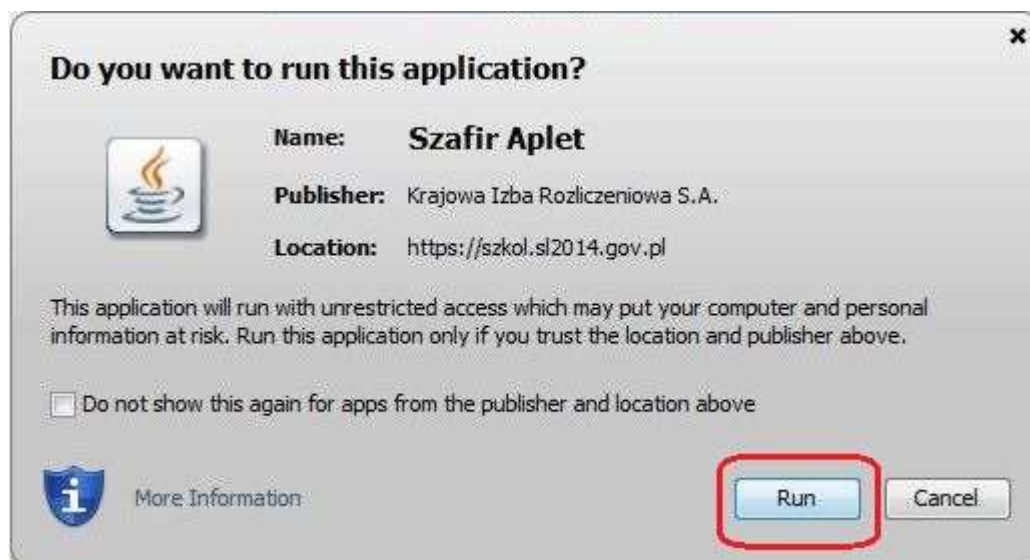 Do you want to run this application?
Name: Szafir Aplet
Publisher: Krajowa Izba Rozliczeniowa S.A.
Location: https://szkol.sl2014.gov.pl
This application will run with unrestricted access which may put your computer and personal
information at risk. Run this application only if you trust the location and publisher above.
Do not show this again for apps from the publisher and location above
More Information
Run
Cancel